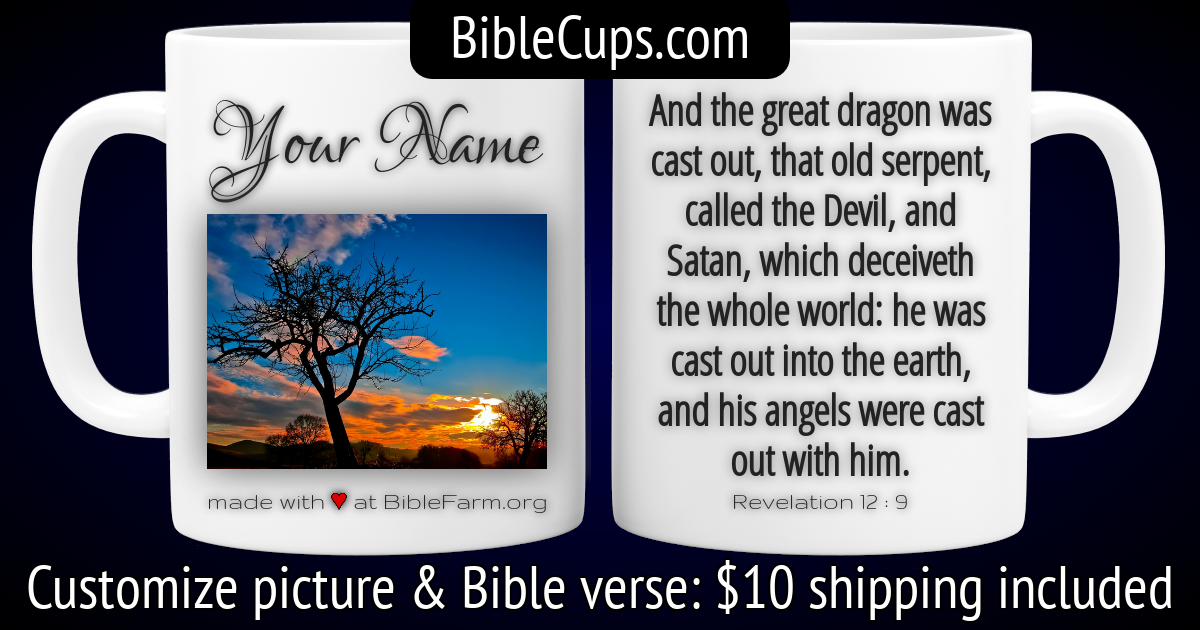 BibleCups.com
Your Name
made with ♥ at BibleFarm.org
And the great dragon was
cast out, that old serpent,
called the Devil, and
Satan, which deceiveth
the whole world: he was
cast out into the earth,
and his angels were cast
out with him.
Revelation 12 : 9
Customize picture & Bible verse: $10 shipping included